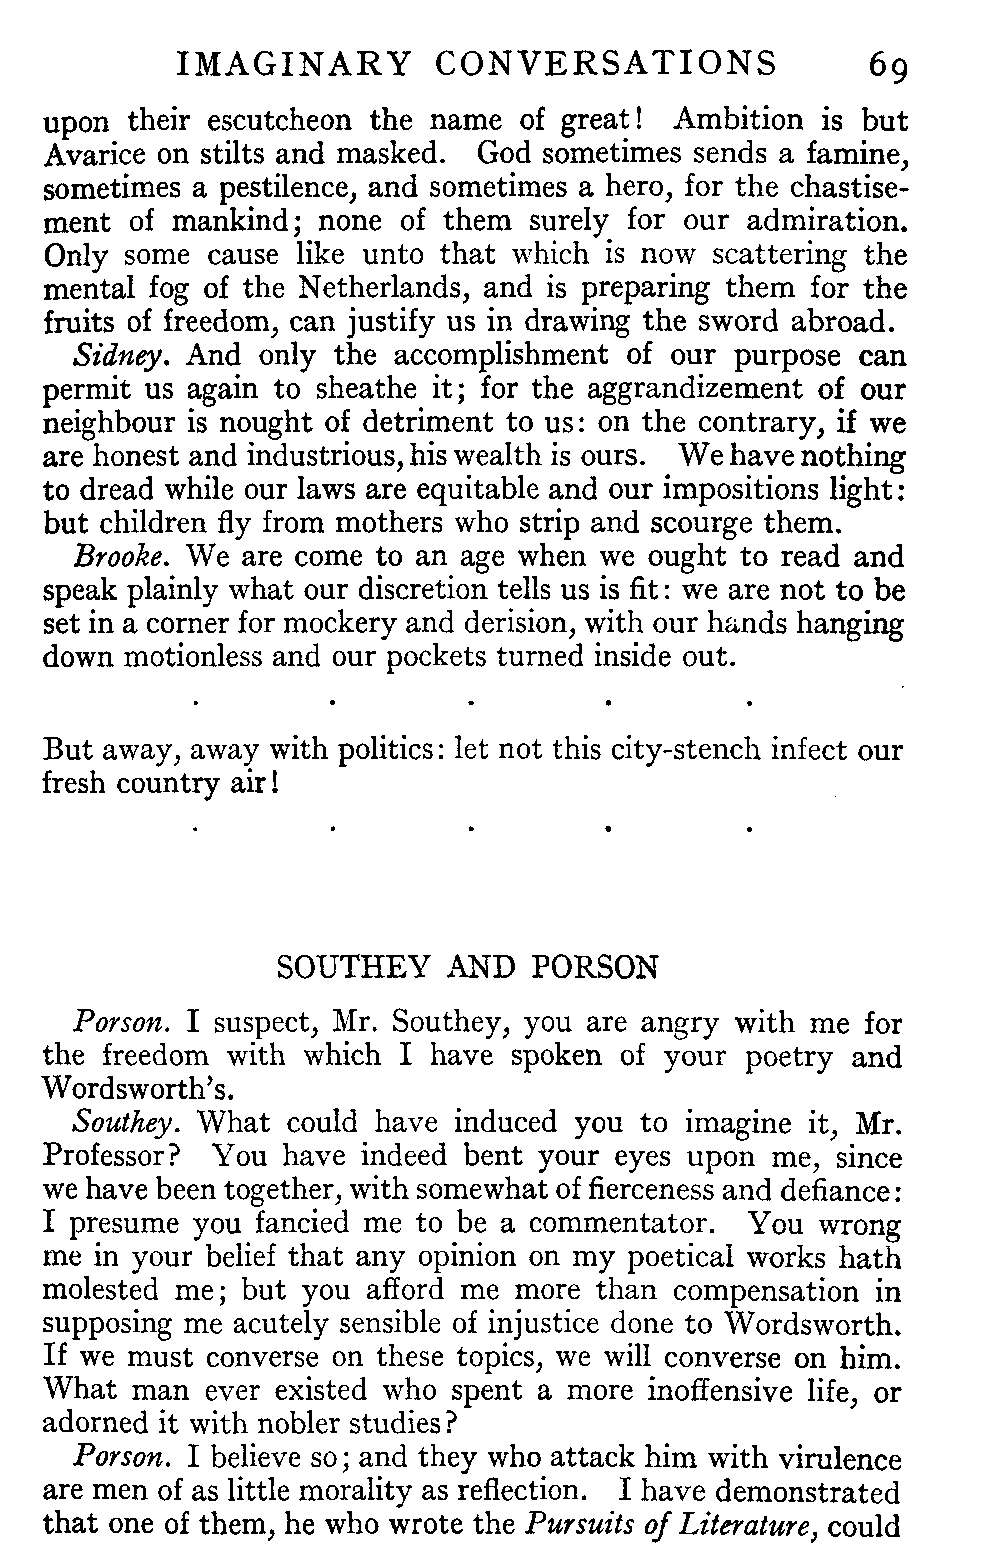 IMAGINARY CONVERSATIONS 69
upon their escutcheon the name of great! Ambition is but
Avarice on stilts and masked. God sometimes sends a famine,
sometimes a pestilence, and sometimes a hero, for the chastise-
ment of mankind; none of them surely for our admiration.
Only some cause like unto that which is now scattering the
mental fog of the Netherlands, and is preparing them for the
fruits of freedom, can justify us in drawing the sword abroad.
Sidney. And only the accomplishment of our purpose can
permit us again to sheathe it; for the aggrandizement of our
neighbour is nought of detriment to us: on the contrary, if we
are honest and industrious, his wealth is ours. We have nothing
to dread while our laws are equitable and our impositions light:
but children fly from mothers who strip and scourge them.
Brooke. We are come to an age when we ought to read and
speak plainly what our discretion tells us is fit: we are not to be
set in a corner for mockery and derision, with our hands hanging
down motionless and our pockets turned inside out.
. . . . .
But away, away with politics: let not this city-stench infect our
fresh country air!
. . . . .
SOUTHEY AND PORSON
Porson. I suspect, Mr. Southey, you are angry with me for
the freedom with which I have spoken of your poetry and
Wordsworth's.
Southey. What could have induced you to imagine it, Mr.
Professor? You have indeed bent your eyes upon me, since
we have been together, with somewhat of fierceness and defiance:
I presume you fancied me to be a commentator. You wrong
me in your belief that any opinion on my poetical works hath
molested me; but you afford me more than compensation in
supposing me acutely sensible of injustice done to Wordsworth.
If we must converse on these topics, we will converse on him.
What man ever existed who spent a more inoffensive life, or
adorned it with nobler studies?
Porson. I believe so; and they who attack him with virulence
are men of as little morality as reflection. I have demonstrated
that one of them, he who wrote the Pursuits of Literature, could